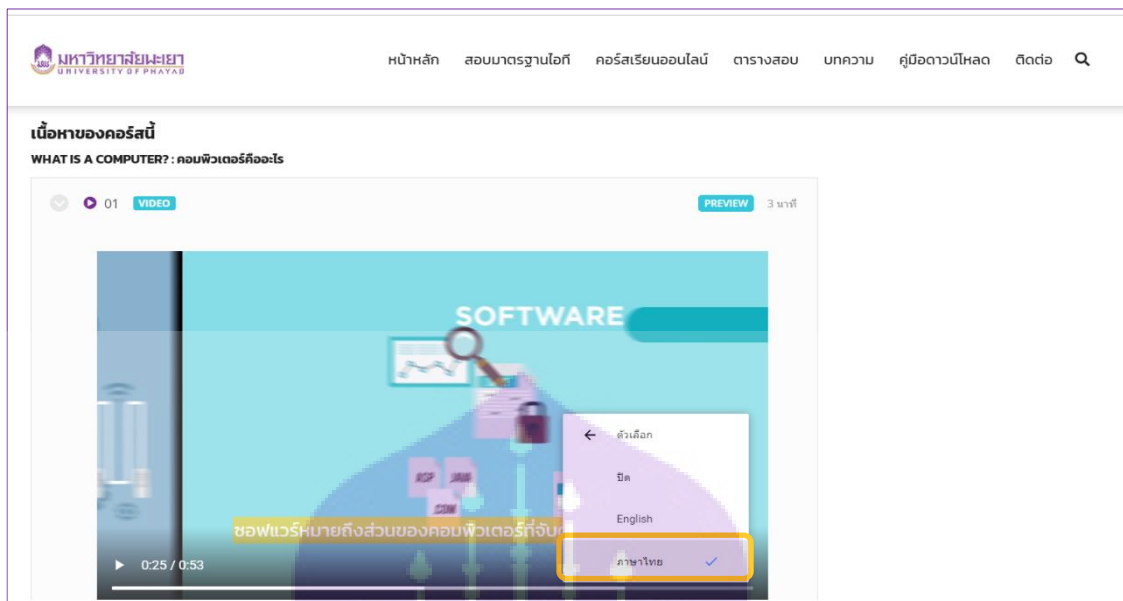 มหาวิทยาลัยพะเยา
UNIVERSITY OF PHAYAO
หน้าหลัก สอบมาตรฐานไอที คอร์สเรียนออนไลน์ ตารางสอบ บทความ คู่มือดาวน์โหลด ติดต่อ
เนื้อหาของคอร์สนี้
WHAT IS A COMPUTER? : คอมพิวเตอร์คืออะไร
01 VIDEO PREVIEW 3 นาที
SOFTWARE
ตัวเลือก
ปิด
JAVA
COM
English
ซอฟแวร์หมายถึงส่วนของคอมพิวเตอร์ที่จับ
ภาษาไทย
0:25 / 0:53